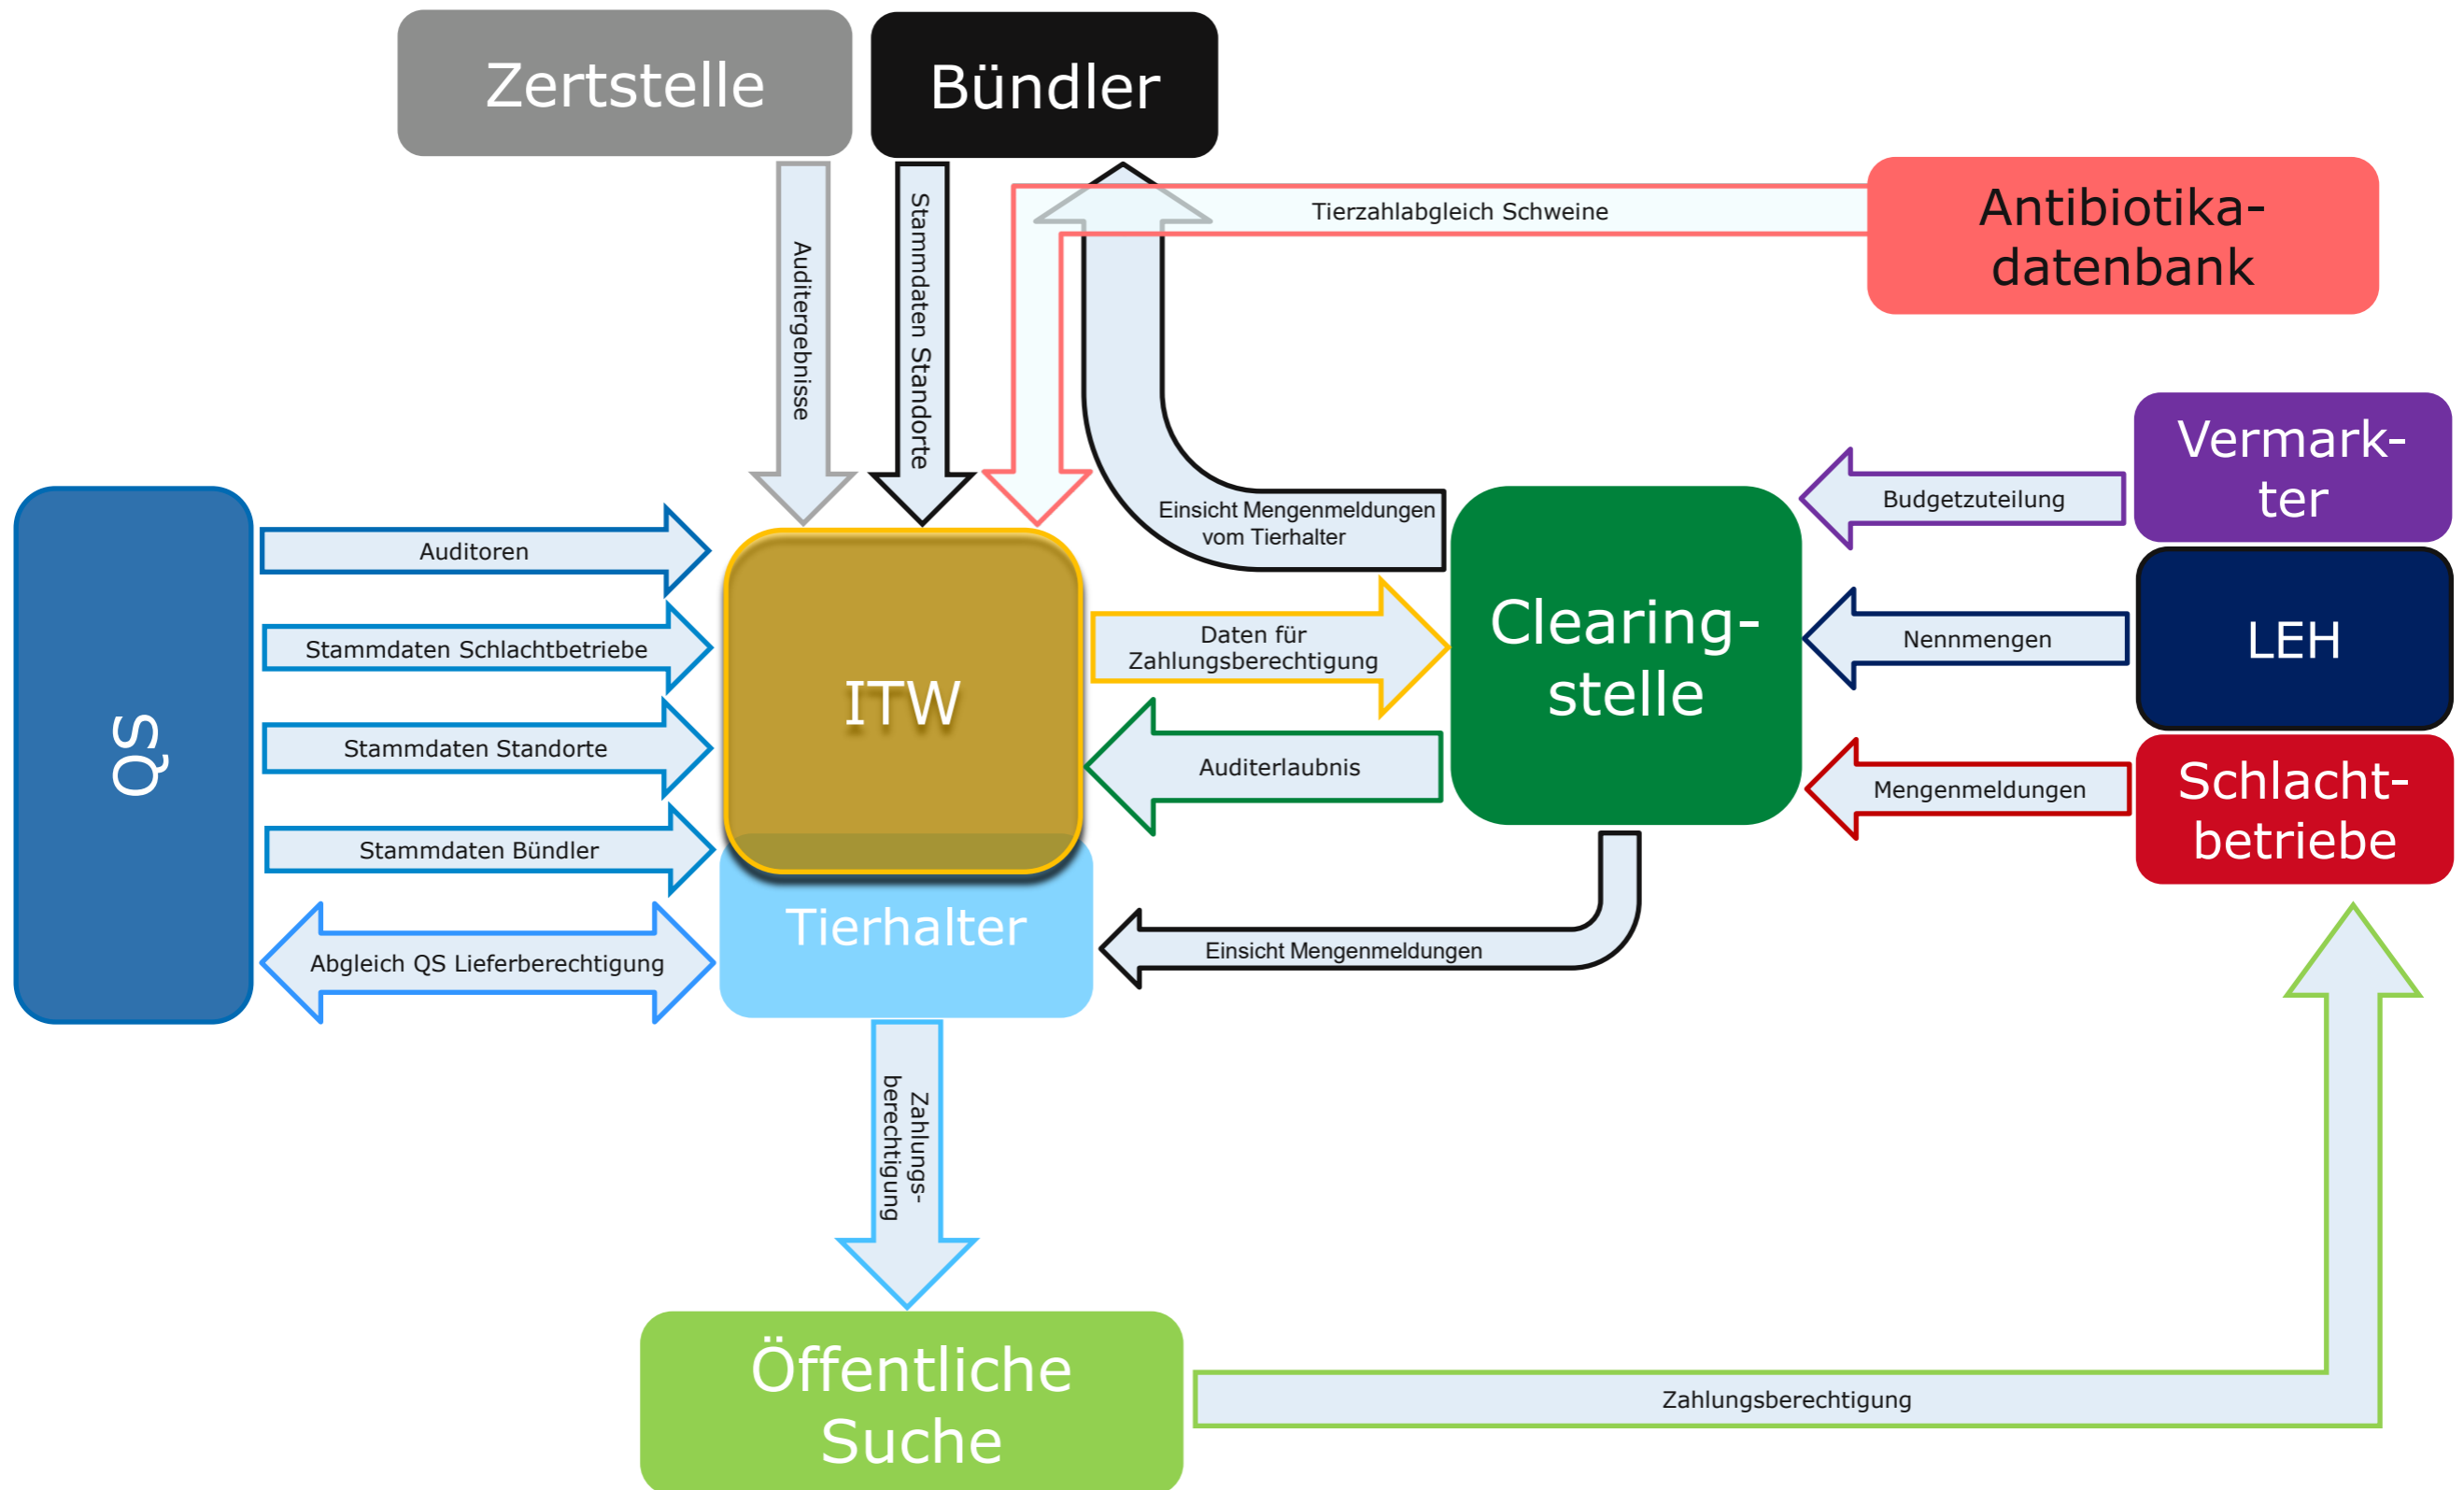 Zertstelle
Bündler
Antibiotika-
datenbank
Tierzahlabgleich Schweine
Auditergebnisse
Stammdaten Standorte
Vermark-
ter
Budgetzuteilung
Einsicht Mengenmeldungen
vom Tierhalter
QS
Auditoren
Stammdaten Schlachtbetriebe
Stammdaten Standorte
Stammdaten Bündler
Abgleich QS Lieferberechtigung
ITW
Tierhalter
Daten für
Zahlungsberechtigung
Auditerlaubnis
Clearing-
stelle
Nennmengen
LEH
Mengenmeldungen
Schlacht-
betriebe
Einsicht Mengenmeldungen
Zahlungs-
berechtigung
Öffentliche
Suche
Zahlungsberechtigung